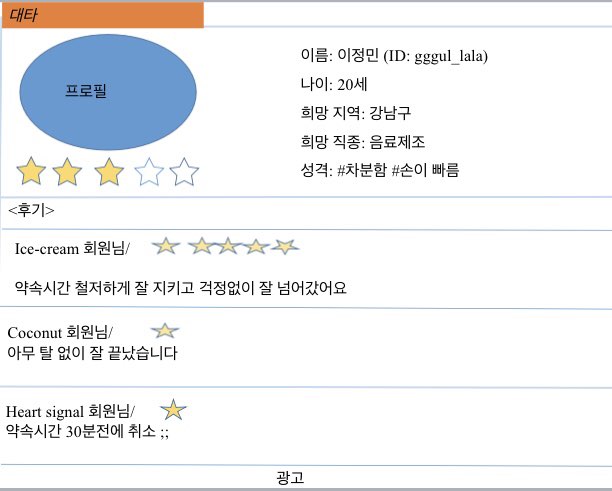 대타
프로필
이름: 이정민 (ID: gggul_lala)
나이: 20세
희망 지역: 강남구
희망 직종: 음료제조
성격: #차분함 #손이 빠름
<후기>
Ice-cream 회원님/
약속시간 철저하게 잘 지키고 걱정없이 잘 넘어갔어요
Coconut 회원님/
아무 탈 없이 잘 끝났습니다
Heart signal 회원님/
약속시간 30분전에 취소 ;;
광고